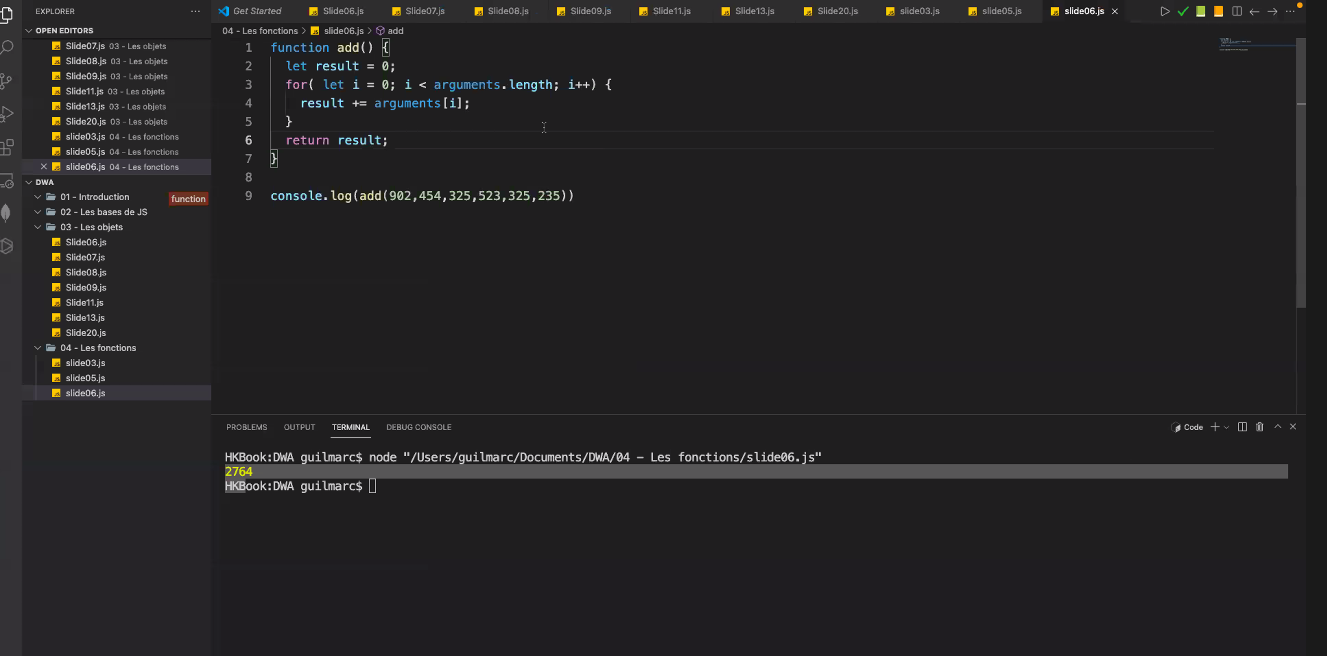 EXPLORER
OPEN EDITORS
Slide07.js 03 - Les objets
Slide08.js 03 - Les objets
Slide09.js 03 - Les objets
Slide11.js 03 - Les objets
Slide13.js 03 - Les objets
Slide20.js 03 - Les objets
slide03.js 04 - Les fonctions
slide05.js 04 - Les fonctions
slide06.js 04 - Les fonctions
DWA
01 - Introduction
function
02 - Les bases de JS
03 - Les objets
Slide06.js
Slide07.js
Slide08.js
Slide09.js
Slide11.js
Slide13.js
Slide20.js
04 - Les fonctions
slide03.js
slide05.js
slide06.js
Get Started Slide06.js Slide07.js Slide08.js Slide09.js Slide11.js Slide13.js Slide20.js slide03.js slide05.js slide06.js
04 - Les fonctions > slide06.js > add
1 function add() {
2 let result = 0;
3 for( let i = 0; i < arguments.length; i++) {
4 result += arguments[i];
5 }
6 return result;
7 }
8
9 console.log(add(902,454,325,523,325,235))
PROBLEMS OUTPUT TERMINAL DEBUG CONSOLE Code
HKBook:DWA guilmarc$ node "/Users/guilmarc/Documents/DWA/04 - Les fonctions/slide06.js"
2764
HKBook:DWA guilmarc$